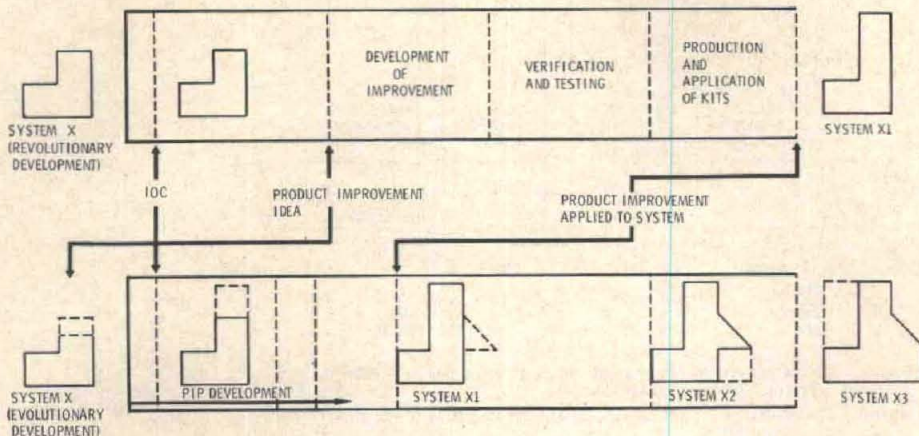 SYSTEM X
(REVOLUTIONARY
DEVELOPMENT)
DEVELOPMENT
OF
IMPROVEMENT
VERIFICATION
AND TESTING
PRODUCTION
AND
APPLICATION
OF KITS
SYSTEM X1
IOC
PRODUCT IMPROVEMENT
IDEA
PRODUCT IMPROVEMENT
APPLIED TO SYSTEM
SYSTEM X
(EVOLUTIONARY
DEVELOPMENT)
PIP DEVELOPMENT
SYSTEM X1
SYSTEM X2
SYSTEM X3